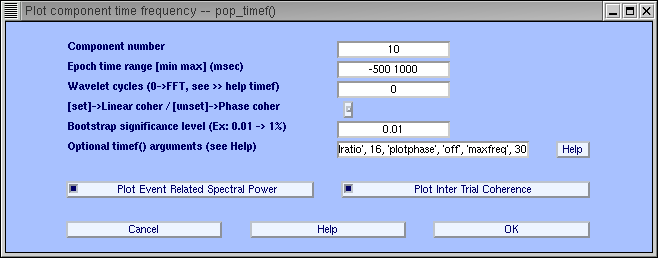 Plot component time frequency -- pop_timef()
Component number
10
Epoch time range [min max] (msec)
-500 1000
Wavelet cycles (0->FFT, see >> help timef)
0
[set]->Linear coher / [unset]->Phase coher
Bootstrap significance level (Ex: 0.01 -> 1%)
0.01
Optional timef() arguments (see Help)
lratio', 16, 'plotphase', 'off', 'maxfreq', 30
Help
Plot Event Related Spectral Power
Plot Inter Trial Coherence
Cancel
Help
OK